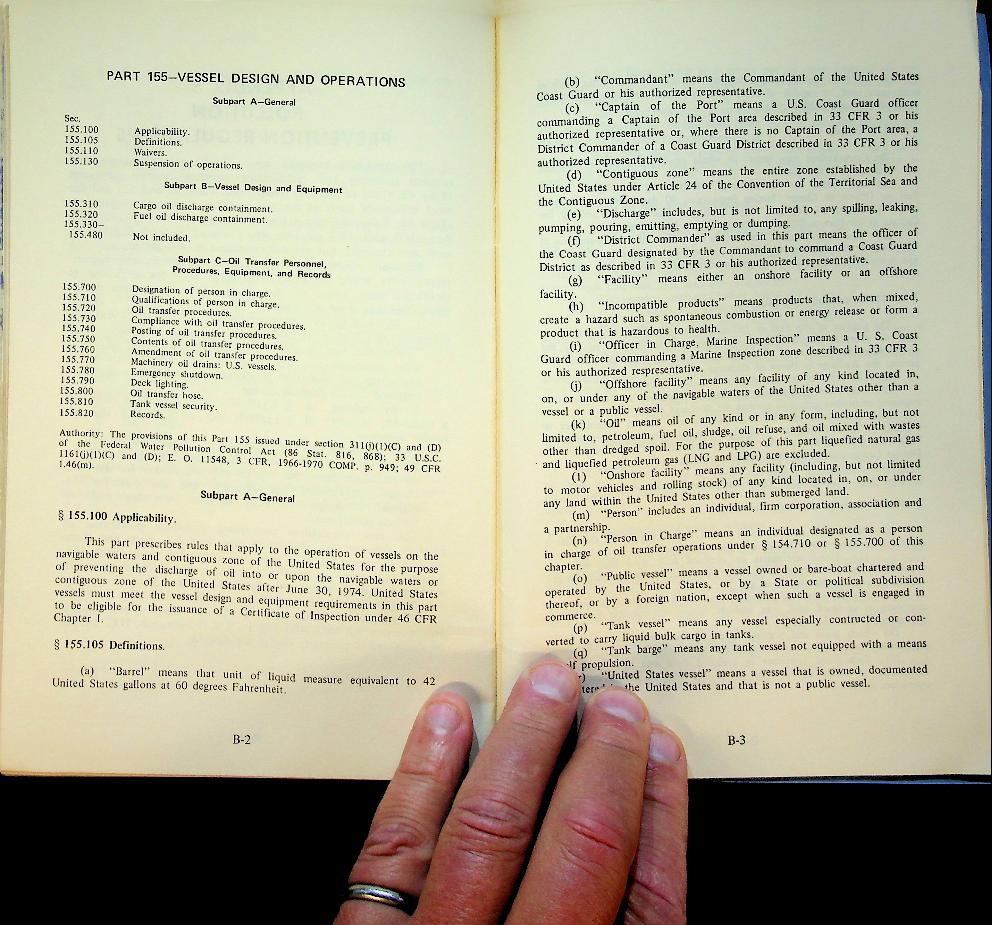 PART 155—VESSEL DESIGN AND OPERATIONS
Subpart A—General
Sec.
155.100 Applicability.
155.105 Definitions.
155.110 Waivers.
155.130 Suspension of operations.
Subpart B—Vessel Design and Equipment
155.310 Cargo oil discharge containment.
155.320 Fuel oil discharge containment.
155.330—
155.480 Not included.
Subpart C—Oil Transfer Personnel,
Procedures, Equipment, and Records
155.700 Designation of person in charge.
155.710 Qualifications of person in charge.
155.720 Oil transfer procedures.
155.730 Compliance with oil transfer procedures.
155.740 Posting of oil transfer procedures.
155.750 Contents of oil transfer procedures.
155.760 Amendment of oil transfer procedures.
155.770 Machinery oil drains: U.S. vessels.
155.780 Emergency shutdown.
155.790 Deck lighting.
155.800 Oil transfer hose.
155.810 Tank vessel security.
155.820 Records.
Authority: The provisions of this Part 155 issued under section 311(j)(1)(C) and (D)
of the Federal Water Pollution Control Act (86 Stat. 816, 868); 33 U.S.C.
1161(j)(1)(C) and (D); E. O. 11548, 3 CFR, 1966-1970 COMP. p. 949; 49 CFR
1.46(m).
Subpart A—General
§ 155.100 Applicability.
This part prescribes rules that apply to the operation of vessels on the
navigable waters and contiguous zone of the United States for the purpose
of preventing the discharge of oil into or upon the navigable waters or
contiguous zone of the United States after June 30, 1974. United States
vessels must meet the vessel design and equipment requirements in this part
to be eligible for the issuance of a Certificate of Inspection under 46 CFR
Chapter I.
§ 155.105 Definitions.
(a) "Barrel" means that unit of liquid measure equivalent to 42
United States gallons at 60 degrees Fahrenheit.
B-2
(b) "Commandant" means the Commandant of the United States
Coast Guard or his authorized representative.
(c) "Captain of the Port" means a U.S. Coast Guard officer
commanding a Captain of the Port area described in 33 CFR 3 or his
authorized representative or, where there is no Captain of the Port area, a
District Commander of a Coast Guard District described in 33 CFR 3 or his
authorized representative.
(d) "Contiguous zone" means the entire zone established by the
United States under Article 24 of the Convention of the Territorial Sea and
the Contiguous Zone.
(e) "Discharge" includes, but is not limited to, any spilling, leaking,
pumping, pouring, emitting, emptying or dumping.
(f) "District Commander" as used in this part means the officer of
the Coast Guard designated by the Commandant to command a Coast Guard
District as described in 33 CFR 3 or his authorized representative.
(g) "Facility" means either an onshore facility or an offshore
facility.
(h) "Incompatible products" means products that, when mixed,
create a hazard such as spontaneous combustion or energy release or form a
product that is hazardous to health.
(i) "Officer in Charge, Marine Inspection" means a U. S. Coast
Guard officer commanding a Marine Inspection zone described in 33 CFR 3
or his authorized respresentative.
(j) "Offshore facility" means any facility of any kind located in,
on, or under any of the navigable waters of the United States other than a
vessel or a public vessel.
(k) "Oil" means oil of any kind or in any form, including, but not
limited to, petroleum, fuel oil, sludge, oil refuse, and oil mixed with wastes
other than dredged spoil. For the purpose of this part liquefied natural gas
and liquefied petroleum gas (LNG and LPG) are excluded.
(l) "Onshore facility" means any facility (including, but not limited
to motor vehicles and rolling stock) of any kind located in, on, or under
any land within the United States other than submerged land.
(m) "Person" includes an individual, firm corporation, association and
a partnership.
(n) "Person in Charge" means an individual designated as a person
in charge of oil transfer operations under § 154.710 or § 155.700 of this
chapter.
(o) "Public vessel" means a vessel owned or bare-boat chartered and
operated by the United States, or by a State or political subdivision
thereof, or by a foreign nation, except when such a vessel is engaged in
commerce.
(p) "Tank vessel" means any vessel especially contructed or con-
verted to carry liquid bulk cargo in tanks.
(q) "Tank barge" means any tank vessel not equipped with a means
propulsion.
"United States vessel" means a vessel that is owned, documented
the United States and that is not a public vessel.
B-3